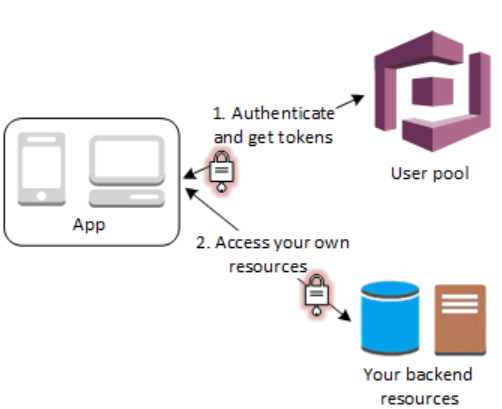 1. Authenticate
and get tokens
User pool
App
2. Access your own
resources
Your backend
resources